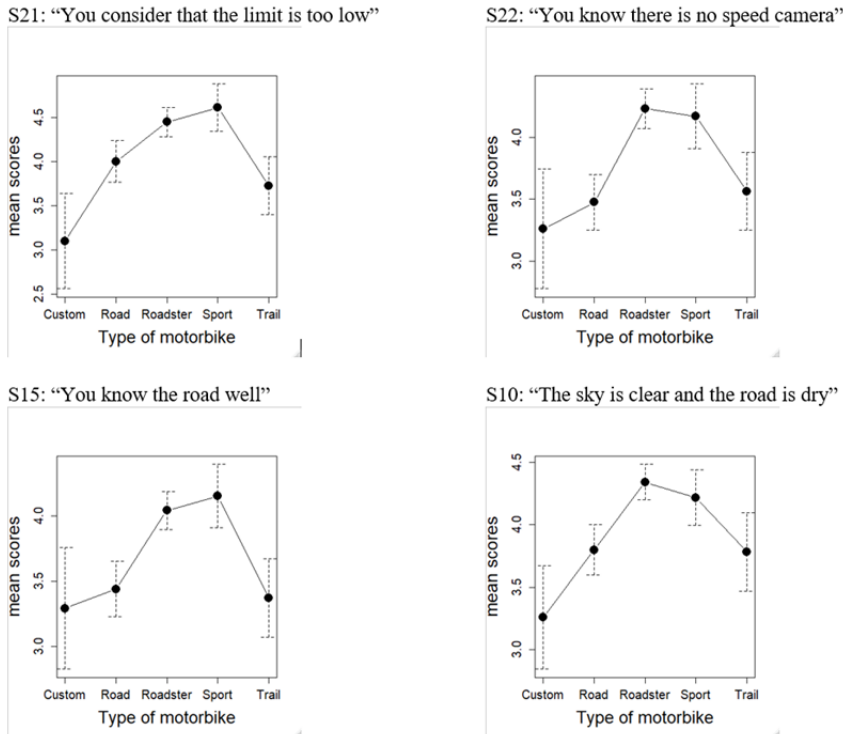 S21: “You consider that the limit is too low”
mean scores
4.5
4.0
3.5
3.0
2.5
Custom Road Roadster Sport Trail
Type of motorbike
S22: “You know there is no speed camera”
mean scores
4.0
3.5
3.0
Custom Road Roadster Sport Trail
Type of motorbike
S15: “You know the road well”
mean scores
4.0
3.5
3.0
Custom Road Roadster Sport Trail
Type of motorbike
S10: “The sky is clear and the road is dry”
mean scores
4.5
4.0
3.5
3.0
Custom Road Roadster Sport Trail
Type of motorbike